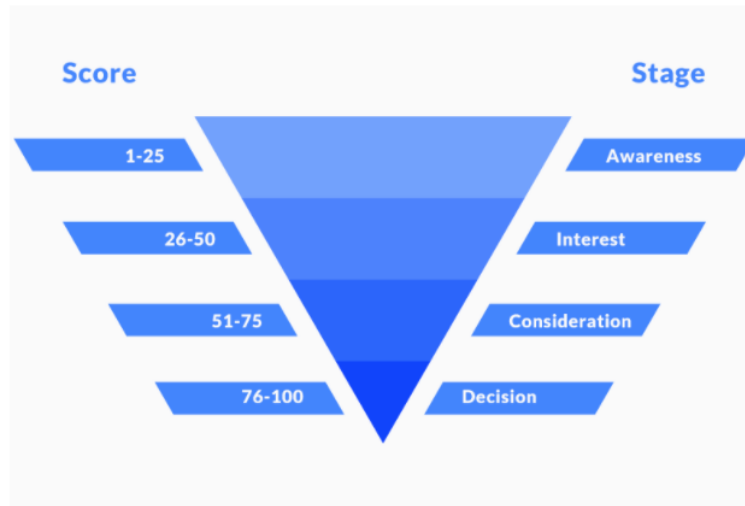 Score
Stage
1-25
Awareness
26-50
Interest
51-75
Consideration
76-100
Decision